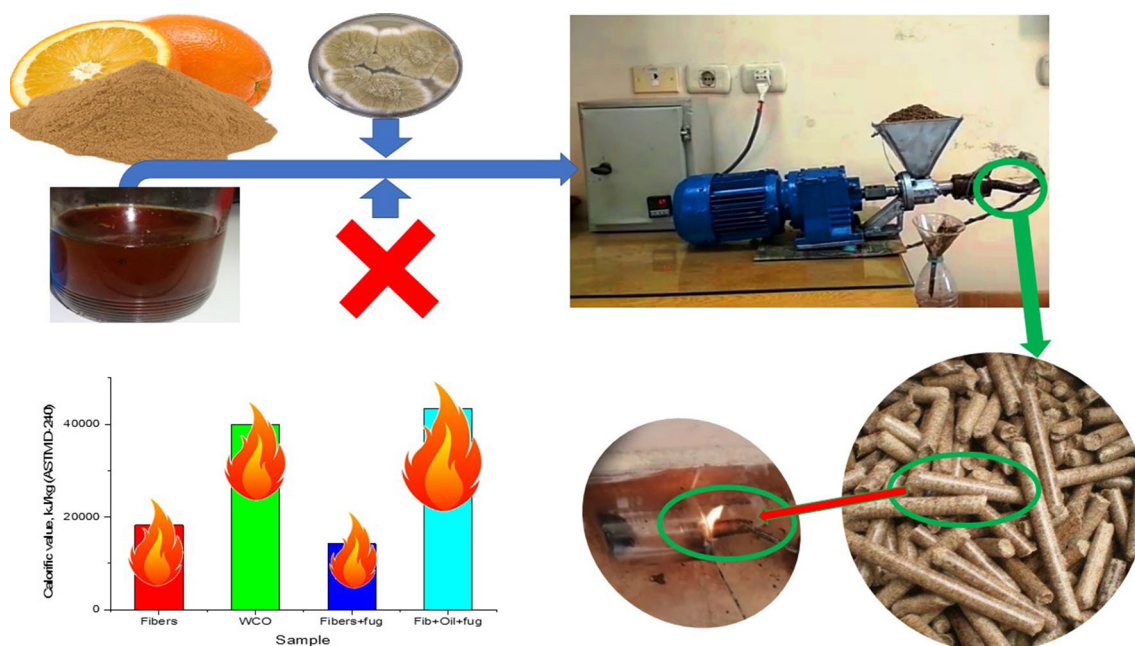 Calorific value, kJ/kg (ASTMD-240)
40000
20000
0
Fibers
WCO
Fibers+fug
Fib+Oil+fug
Sample